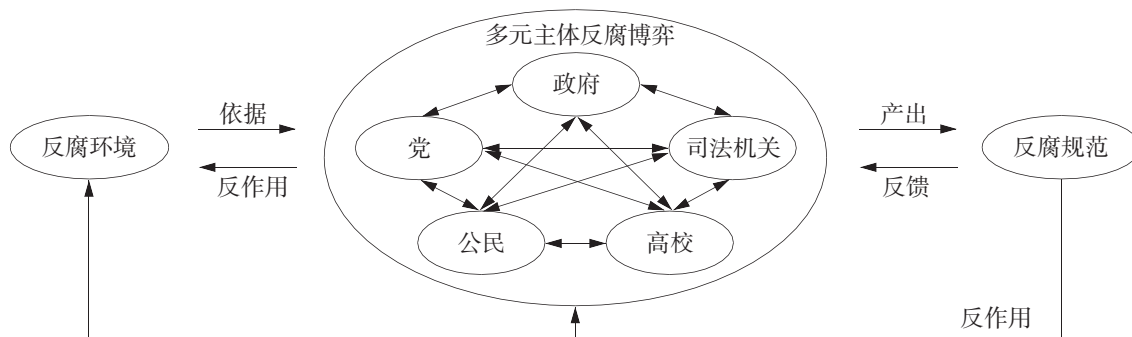 多元主体反腐博弈
政府
依据
产出
反腐环境
党
司法机关
反腐规范
反作用
反馈
公民
高校
反作用